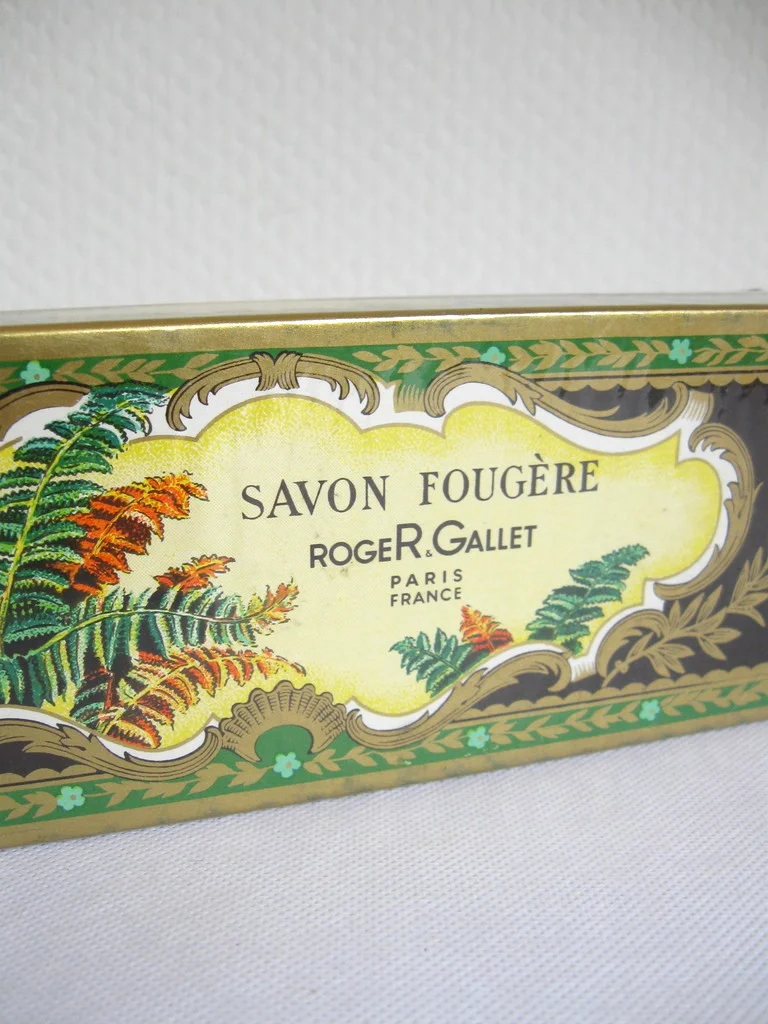 SAVON FOUGÈRE
ROGER & GALLET
PARIS
FRANCE